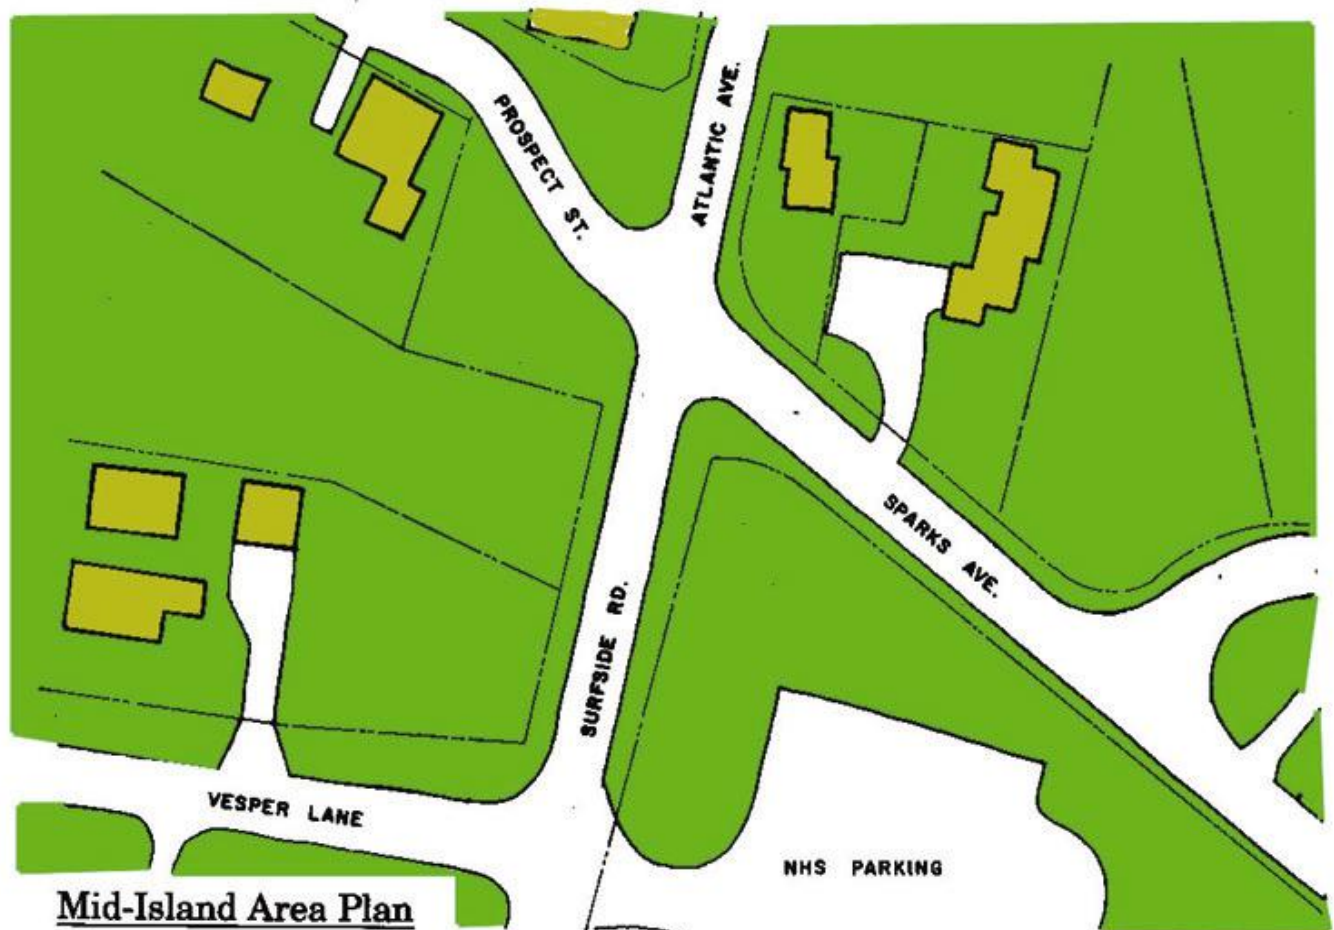 PROSPECT ST.
ATLANTIC AVE.
SPARKS AVE.
SURFSIDE RD.
VESPER LANE
NHS PARKING
Mid-Island Area Plan